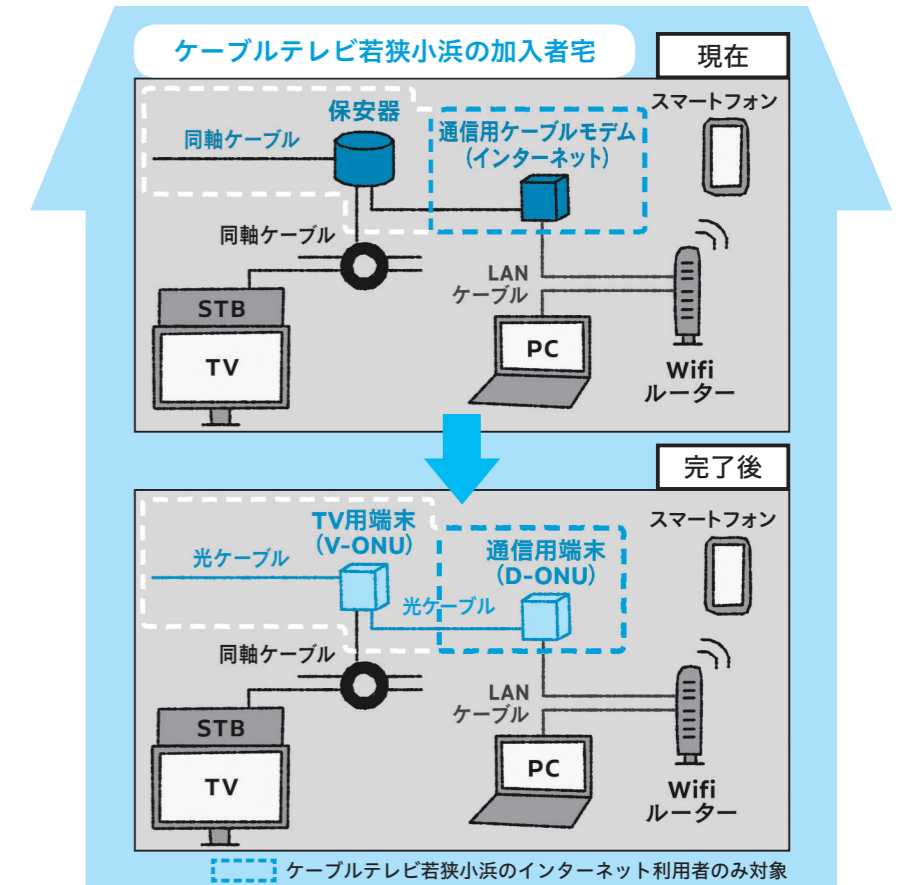 ケーブルテレビ若狭小浜の加入者宅
現在
スマートフォン
保安器
同軸ケーブル
通信用ケーブルモデム
(インターネット)
同軸ケーブル
LAN
ケーブル
STB
TV
PC
Wifi
ルーター
完了後
スマートフォン
TV用端末
(V-ONU)
通信用端末
(D-ONU)
光ケーブル
光ケーブル
同軸ケーブル
LAN
ケーブル
STB
TV
PC
Wifi
ルーター
ケーブルテレビ若狭小浜のインターネット利用者のみ対象